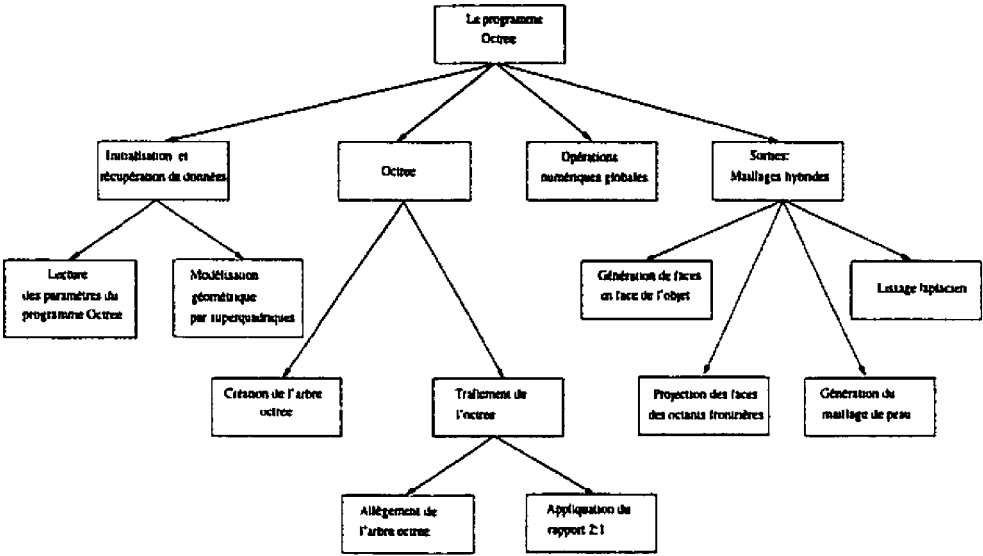 Le programme
Octree
Initialisation et
récupération de données
Octree
Opérations
numériques globales
Sorties:
Maillages hybrides
Lecture
des paramètres du
programme Octree
Modélisation
géométrique
par superquadriques
Génération de faces
en face de l'objet
Lissage laplacien
Création de l'arbre
octree
Traitement de
l'octree
Projection des faces
des octants frontières
Génération du
maillage de peau
Allègement de
l'arbre octree
Appliquation du
rapport 2:1